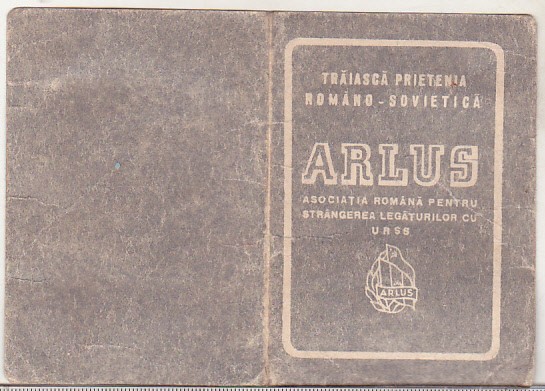 TRĂIASCĂ PRIETENIA
ROMÂNO-SOVIETICĂ
ARLUS
ASOCIAȚIA ROMÂNĂ PENTRU
STRÂNGEREA LEGĂTURILOR CU
URSS
ARLUS